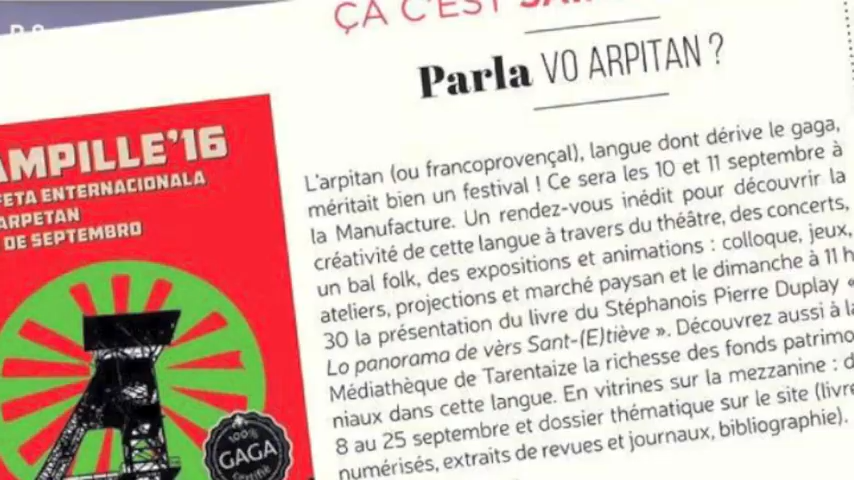 ÇA C'EST
Parla VO ARPITAN ?
L'arpitan (ou francoprovençal), langue dont dérive le gaga,
méritait bien un festival ! Ce sera les 10 et 11 septembre à
la Manufacture. Un rendez-vous inédit pour découvrir la
créativité de cette langue à travers du théâtre, des concerts,
un bal folk, des expositions et animations : colloque, jeux,
ateliers, projections et marché paysan et le dimanche à 11 h
30 la présentation du livre du Stéphanois Pierre Duplay «
Lo panorama de vèrs Sant-(E)tiève ». Découvrez aussi à la
Médiathèque de Tarentaize la richesse des fonds patrimo-
niaux dans cette langue. En vitrines sur la mezzanine : d
8 au 25 septembre et dossier thématique sur le site (livre
numérisés, extraits de revues et journaux, bibliographie).
AMPILLE'16
FETA ENTERNACIONALA
ARPETAN
DE SEPTEMBRO
100%
GAGA